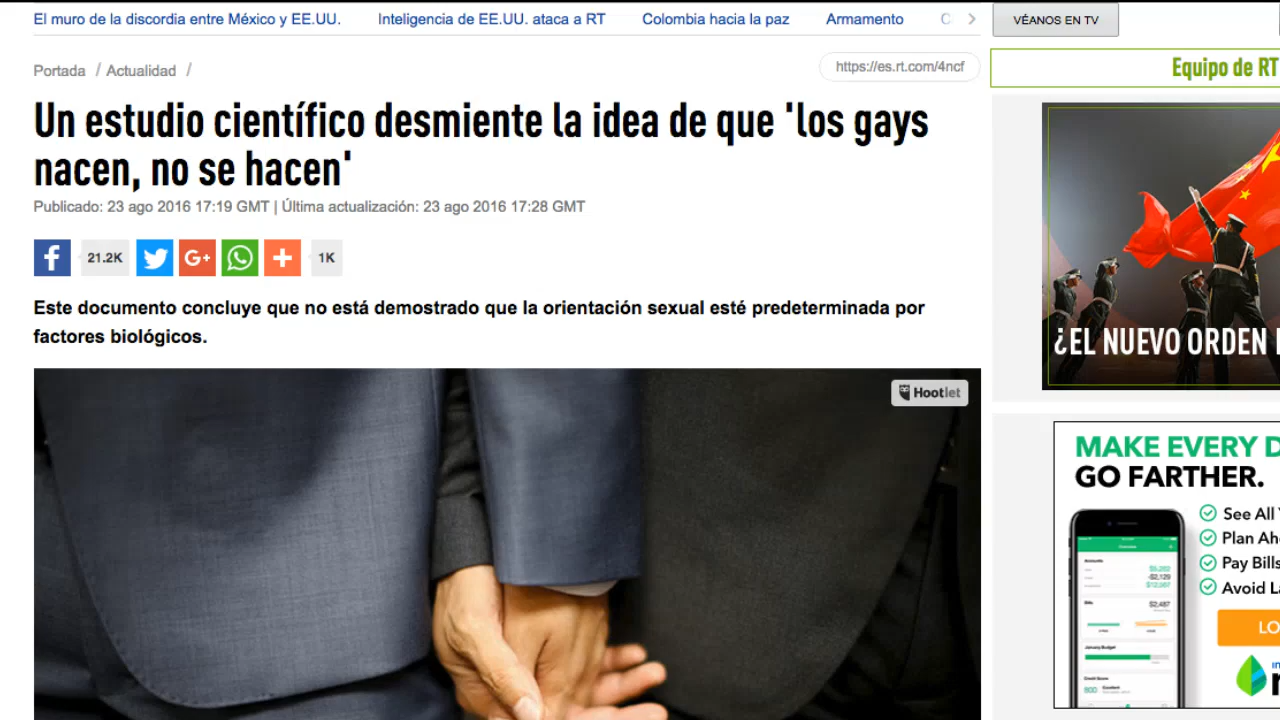 El muro de la discordia entre México y EE.UU. Inteligencia de EE.UU. ataca a RT Colombia hacia la paz Armamento
VÉANOS EN TV
Portada / Actualidad /
https://es.rt.com/4ncf
Equipo de RT
Un estudio científico desmiente la idea de que 'los gays
nacen, no se hacen'
Publicado: 23 ago 2016 17:19 GMT | Última actualización: 23 ago 2016 17:28 GMT
21.2K
G+
1K
Este documento concluye que no está demostrado que la orientación sexual esté predeterminada por
factores biológicos.
Hootlet
¿EL NUEVO ORDEN
MAKE EVERY D
GO FARTHER.
See All
Plan Ah
Pay Bills
Avoid La
LO